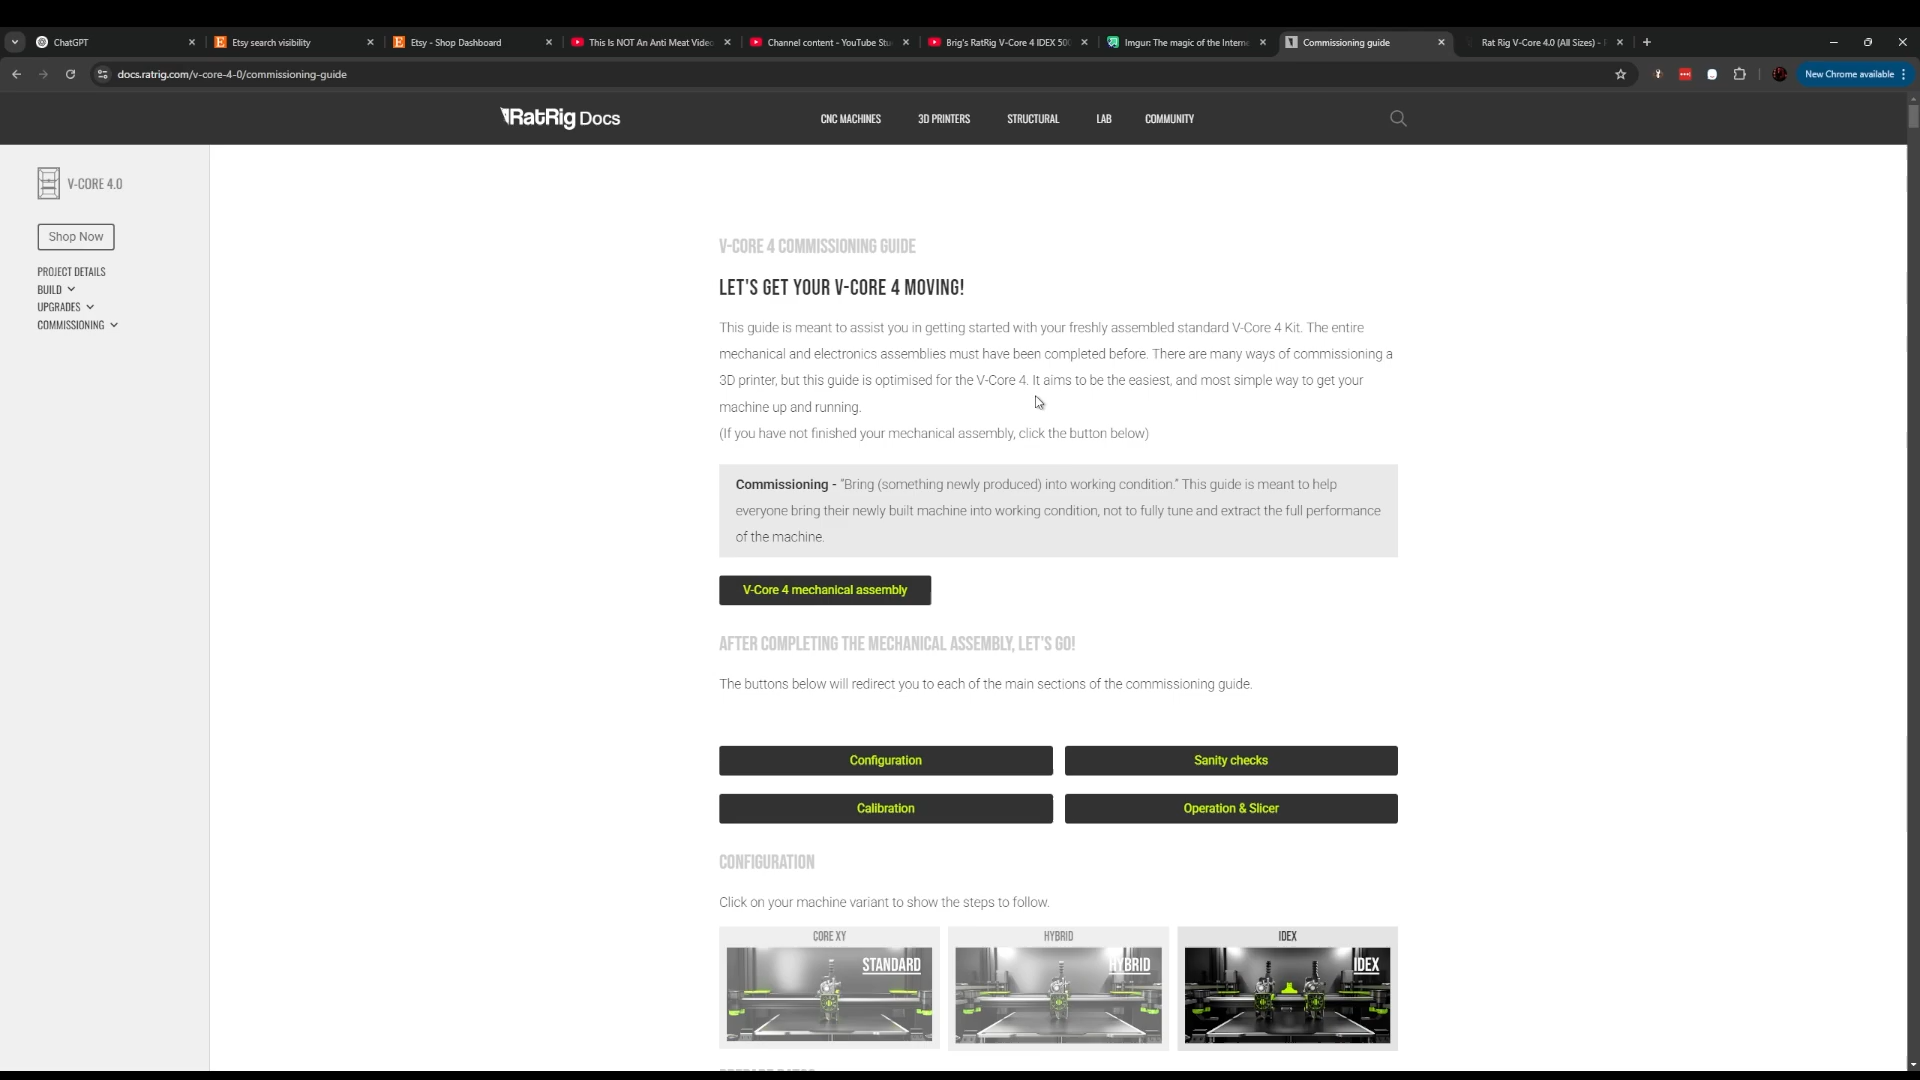 ChatGPT
Etsy search visibility
Etsy - Shop Dashboard
This Is NOT An Anti Meat Video
Channel content - YouTube Stu
Brig's RatRig V-Core 4 IDEX 500
Imgur: The magic of the Interne
Commissioning guide
Rat Rig V-Core 4.0 (All Sizes) -
docs.ratrig.com/v-core-4-0/commissioning-guide
New Chrome available
RatRig Docs
CNC MACHINES
3D PRINTERS
STRUCTURAL
LAB
COMMUNITY
V-CORE 4.0
Shop Now
PROJECT DETAILS
BUILD
UPGRADES
COMMISSIONING
V-CORE 4 COMMISSIONING GUIDE
LET'S GET YOUR V-CORE 4 MOVING!
This guide is meant to assist you in getting started with your freshly assembled standard V-Core 4 Kit. The entire
mechanical and electronics assemblies must have been completed before. There are many ways of commissioning a
3D printer, but this guide is optimised for the V-Core 4. It aims to be the easiest, and most simple way to get your
machine up and running.
(If you have not finished your mechanical assembly, click the button below)
Commissioning - "Bring (something newly produced) into working condition." This guide is meant to help
everyone bring their newly built machine into working condition, not to fully tune and extract the full performance
of the machine.
V-Core 4 mechanical assembly
AFTER COMPLETING THE MECHANICAL ASSEMBLY, LET'S GO!
The buttons below will redirect you to each of the main sections of the commissioning guide.
Configuration
Sanity checks
Calibration
Operation & Slicer
CONFIGURATION
Click on your machine variant to show the steps to follow.
CORE XY
HYBRID
IDEX
STANDARD
HYBRID
IDEX